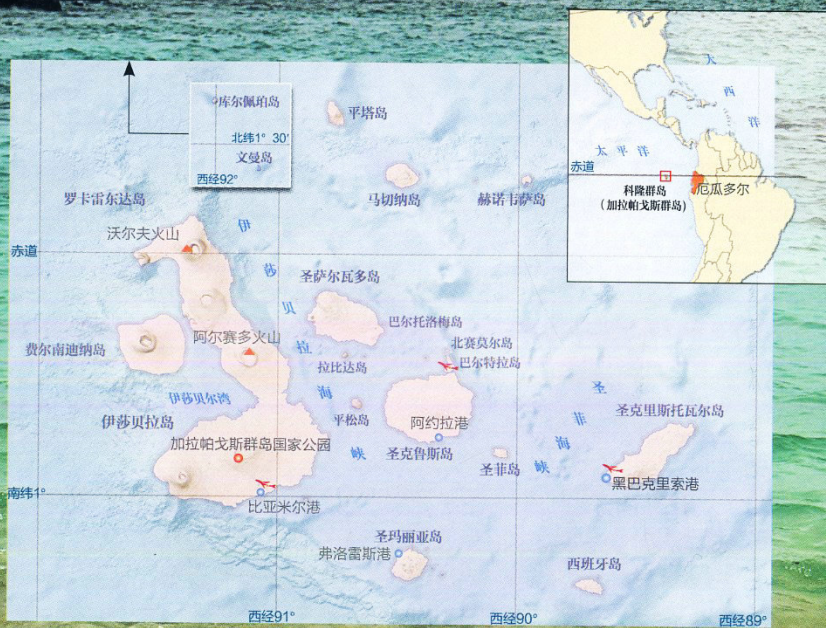 库尔佩珀岛
北纬1° 30′
文曼岛
西经92°
平塔岛
罗卡雷东达岛
马切纳岛
赫诺韦萨岛
沃尔夫火山
赤道
伊莎贝拉海峡
圣萨尔瓦多岛
巴尔托洛梅岛
费尔南迪纳岛
阿尔赛多火山
北赛莫尔岛
拉比达岛
巴尔特拉岛
伊莎贝尔湾
平松岛
伊莎贝拉岛
阿约拉港
圣菲海峡
圣克里斯托瓦尔岛
加拉帕戈斯群岛国家公园
圣克鲁斯岛
圣菲岛
南纬1°
比亚米尔港
黑巴克里索港
圣玛丽亚岛
弗洛雷斯港
西班牙岛
西经91°
西经90°
西经89°
大西洋
太平洋
赤道
科隆群岛
（加拉帕戈斯群岛）
厄瓜多尔